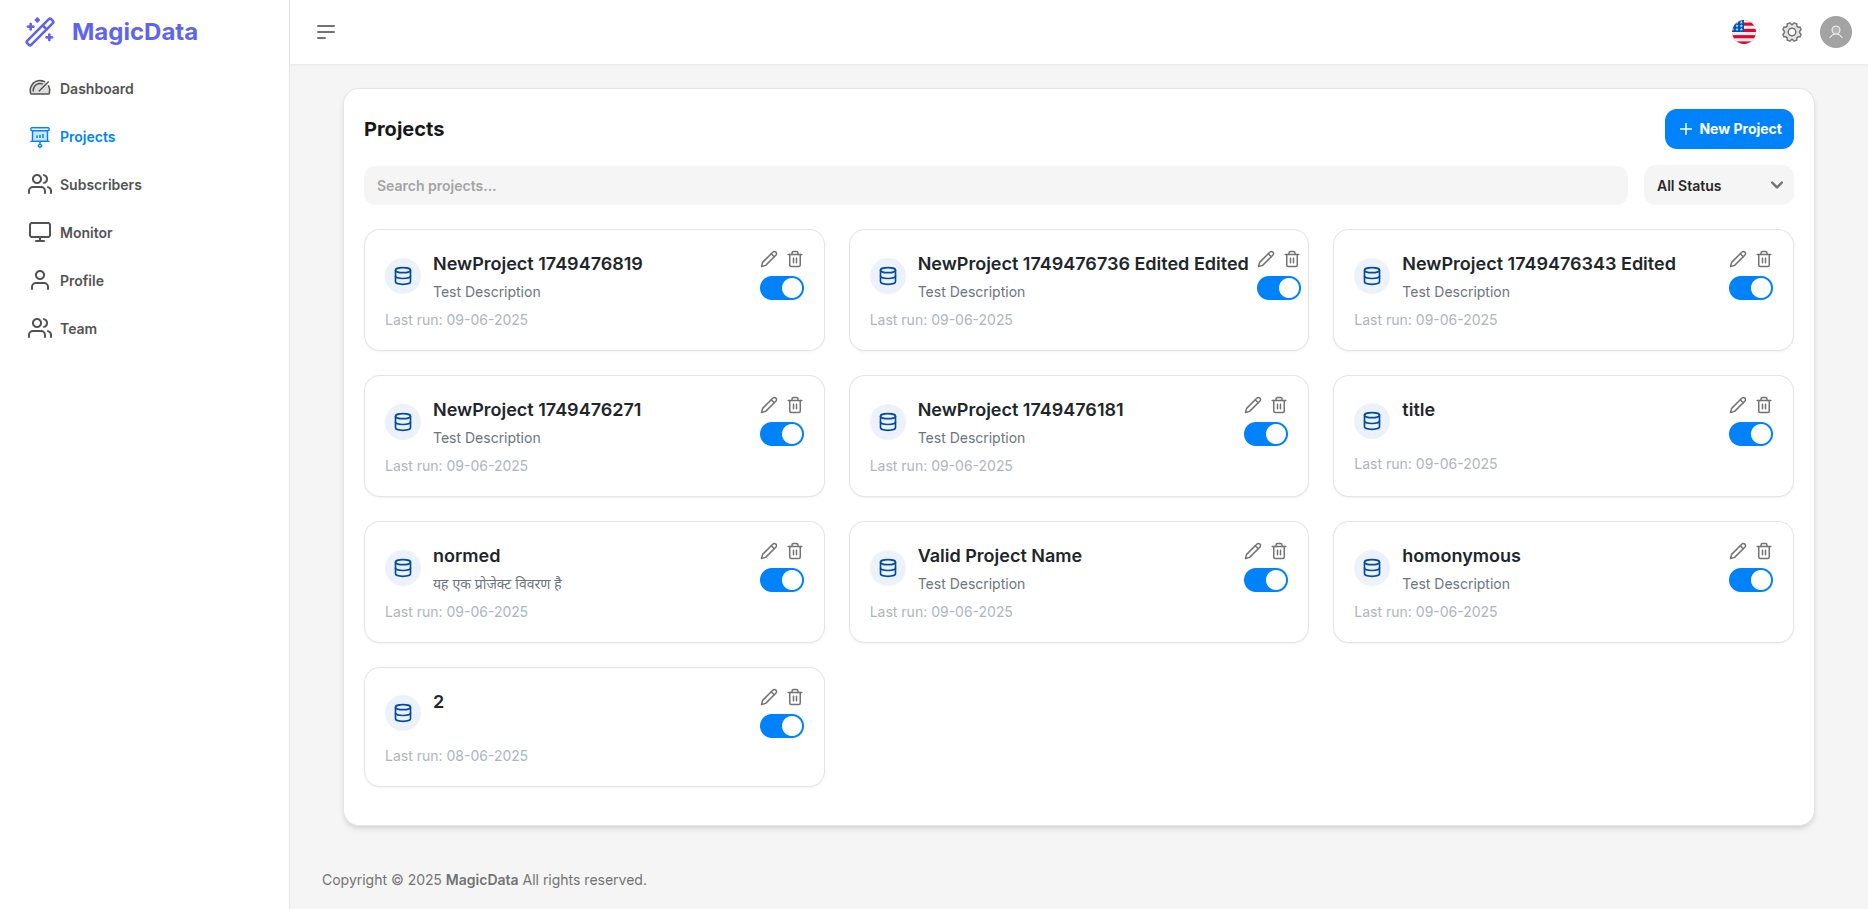 MagicData
Dashboard
Projects
Subscribers
Monitor
Profile
Team
Projects
New Project
Search projects...
All Status
NewProject 1749476819
Test Description
Last run: 09-06-2025
NewProject 1749476736 Edited Edited
Test Description
Last run: 09-06-2025
NewProject 1749476343 Edited
Test Description
Last run: 09-06-2025
NewProject 1749476271
Test Description
Last run: 09-06-2025
NewProject 1749476181
Test Description
Last run: 09-06-2025
title
Last run: 09-06-2025
normed
यह एक प्रोजेक्ट विवरण है
Last run: 09-06-2025
Valid Project Name
Test Description
Last run: 09-06-2025
homonymous
Test Description
Last run: 09-06-2025
2
Last run: 08-06-2025
Copyright © 2025 MagicData All rights reserved.